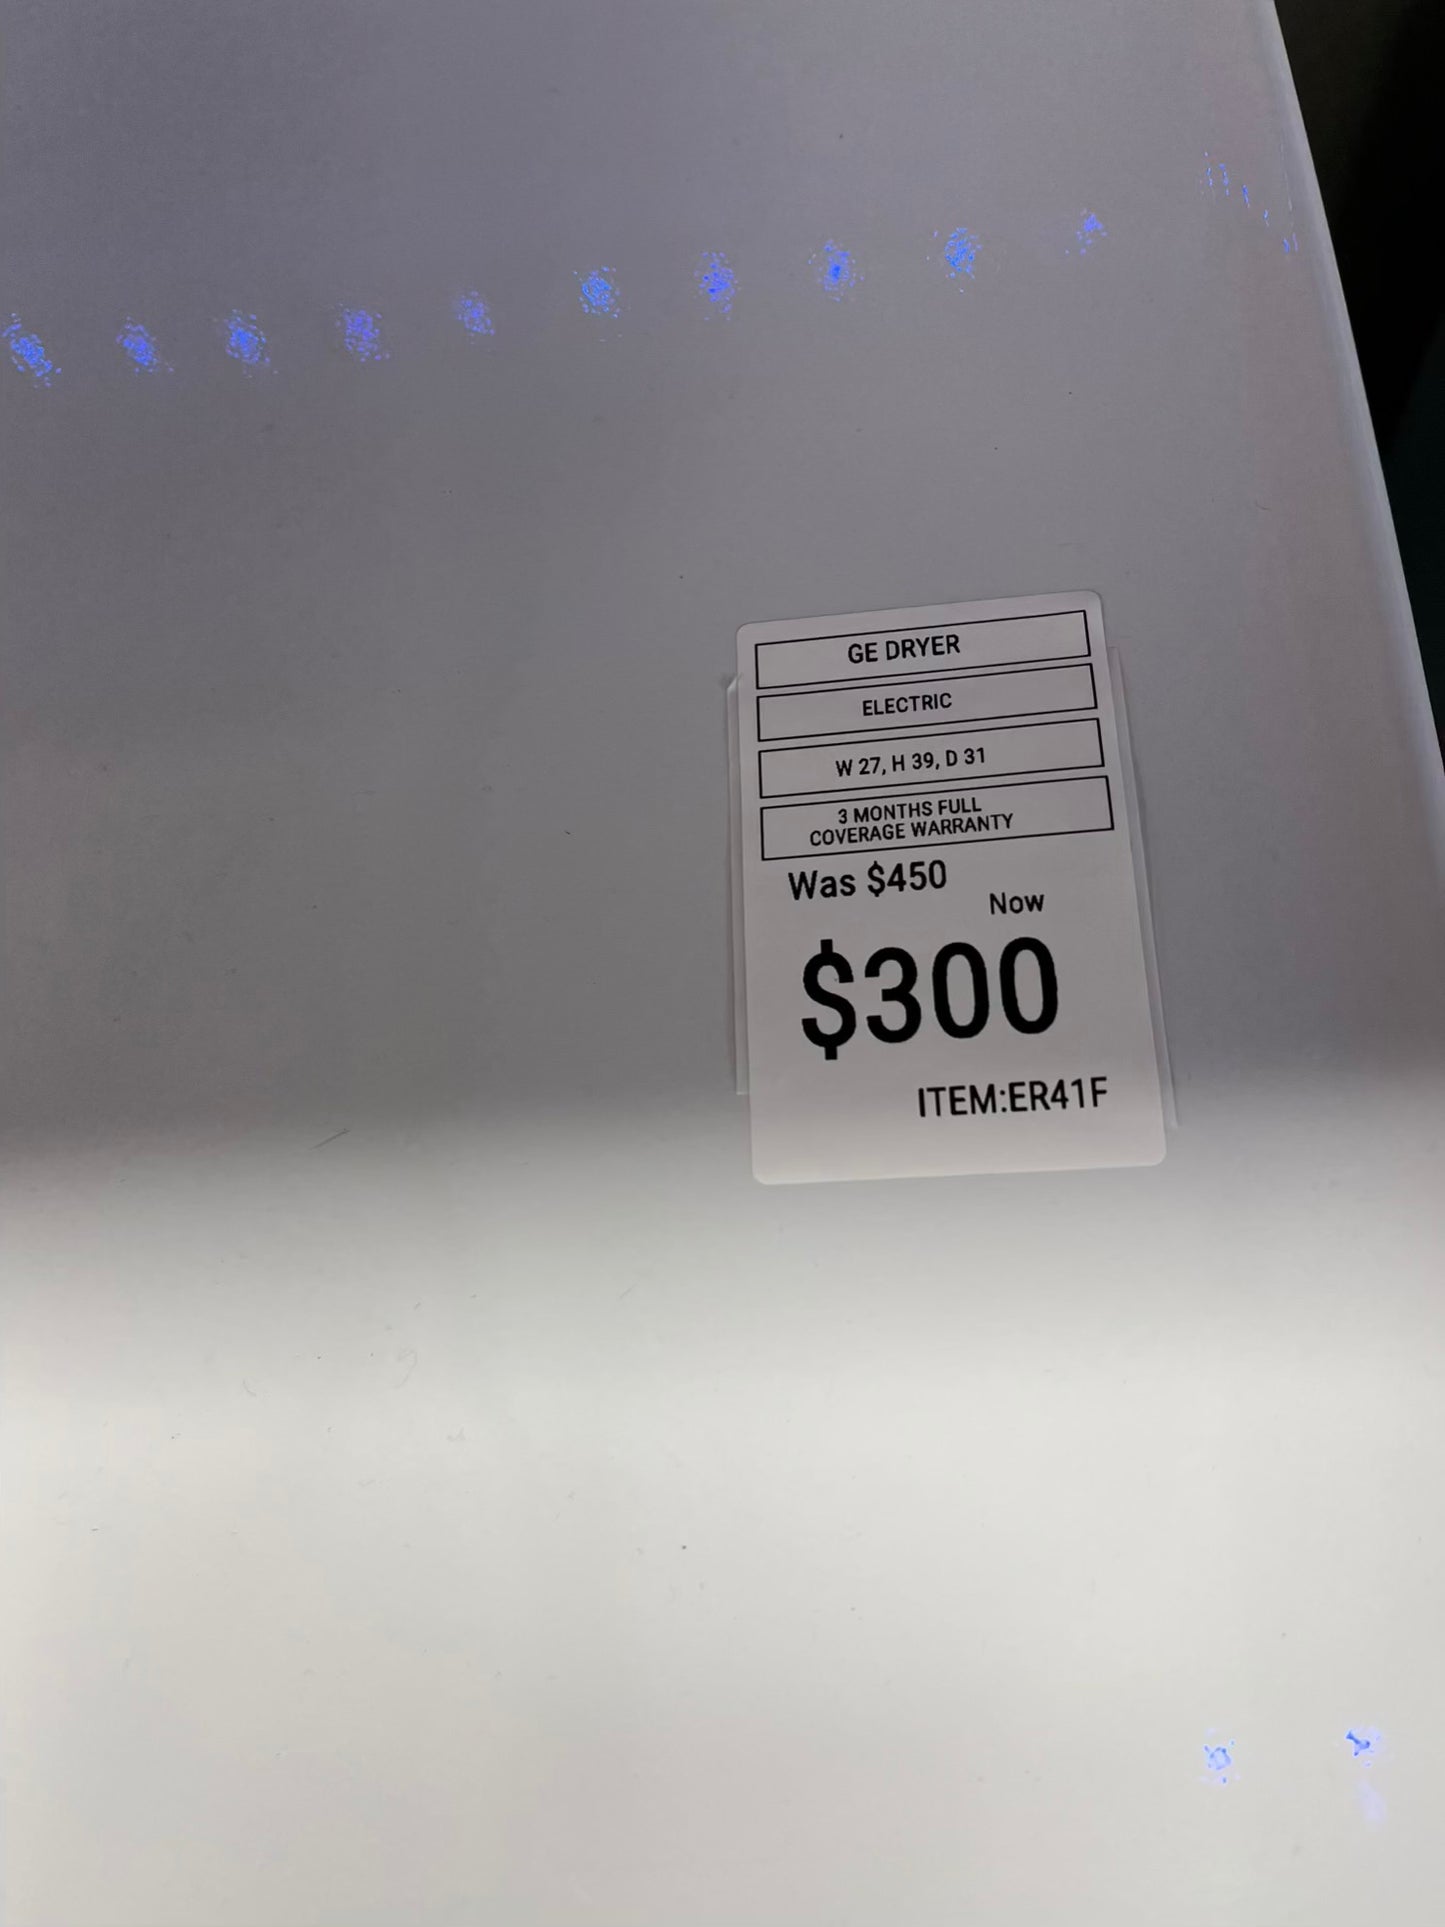 GE DRYER
ELECTRIC
W 27, H 39, D 31
3 MONTHS FULL
COVERAGE WARRANTY
Was $450
Now
$300
ITEM:ER41F